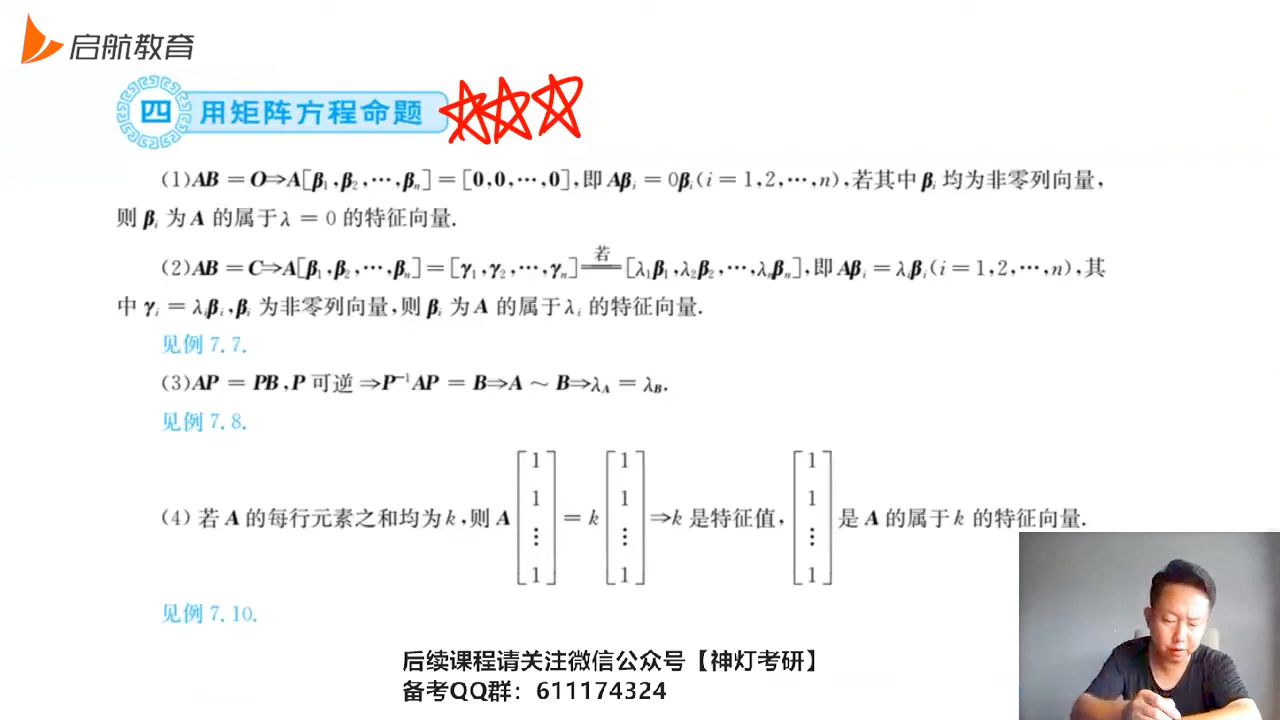 启航教育
四 用矩阵方程命题
(1)AB = O⇒A[β₁,β₂,⋯,βₙ]=[0,0,⋯,0],即Aβᵢ=0βᵢ(i=1,2,⋯,n),若其中βᵢ均为非零列向量,
则βᵢ为A的属于λ=0的特征向量.
(2)AB=C⇒A[β₁,β₂,⋯,βₙ]=[γ₁,γ₂,⋯,γₙ]=若=[λ₁β₁,λ₂β₂,⋯,λₙβₙ],即Aβᵢ=λᵢβᵢ(i=1,2,⋯,n),其
中γᵢ=λᵢβᵢ,βᵢ为非零列向量,则βᵢ为A的属于λᵢ的特征向量.
见例7.7.
(3)AP=PB,P可逆⇒P⁻¹AP=B⇒A~B⇒λ_A=λ_B.
见例7.8.
(4)若A的每行元素之和均为k,则A[1 1 ⋮ 1]=k[1 1 ⋮ 1]⇒k是特征值,[1 1 ⋮ 1]是A的属于k的特征向量.
见例7.10.
后续课程请关注微信公众号【神灯考研】
备考QQ群：611174324